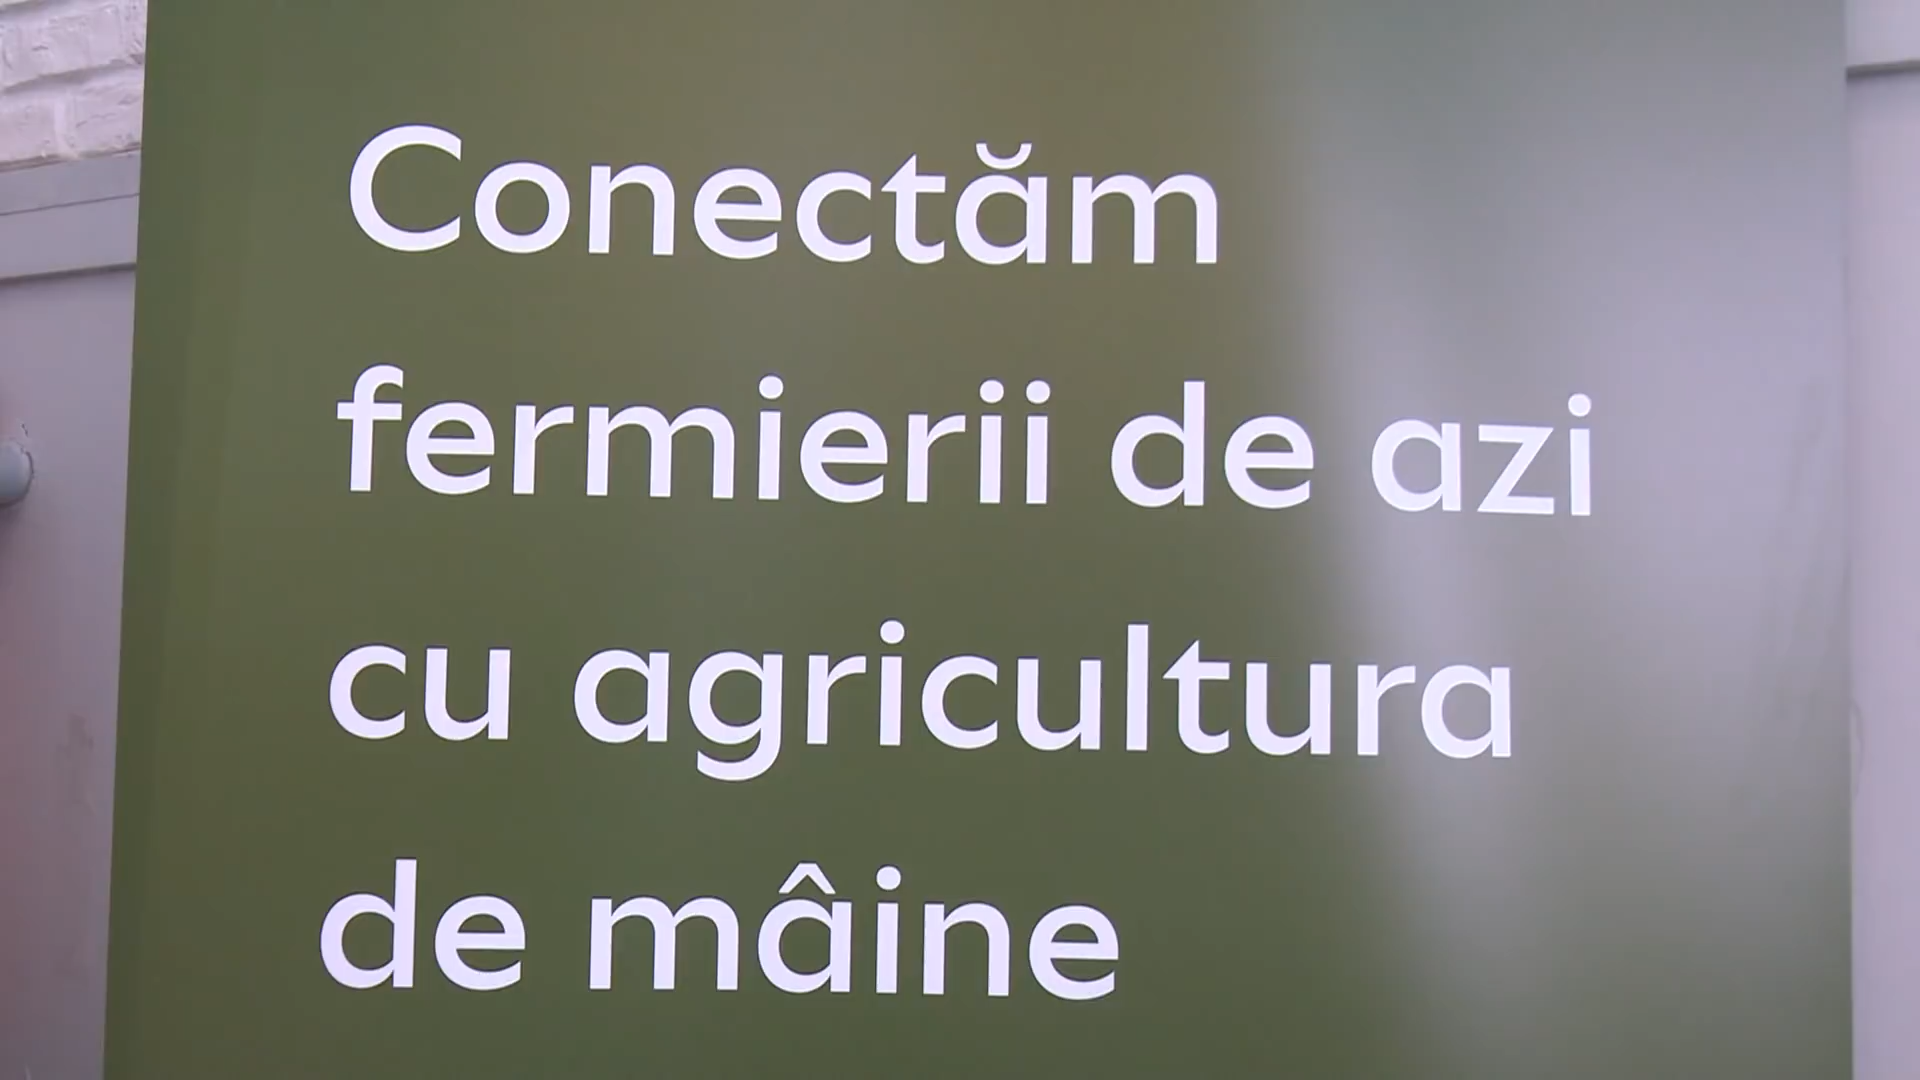 Conectăm
fermierii de azi
cu agricultura
de mâine